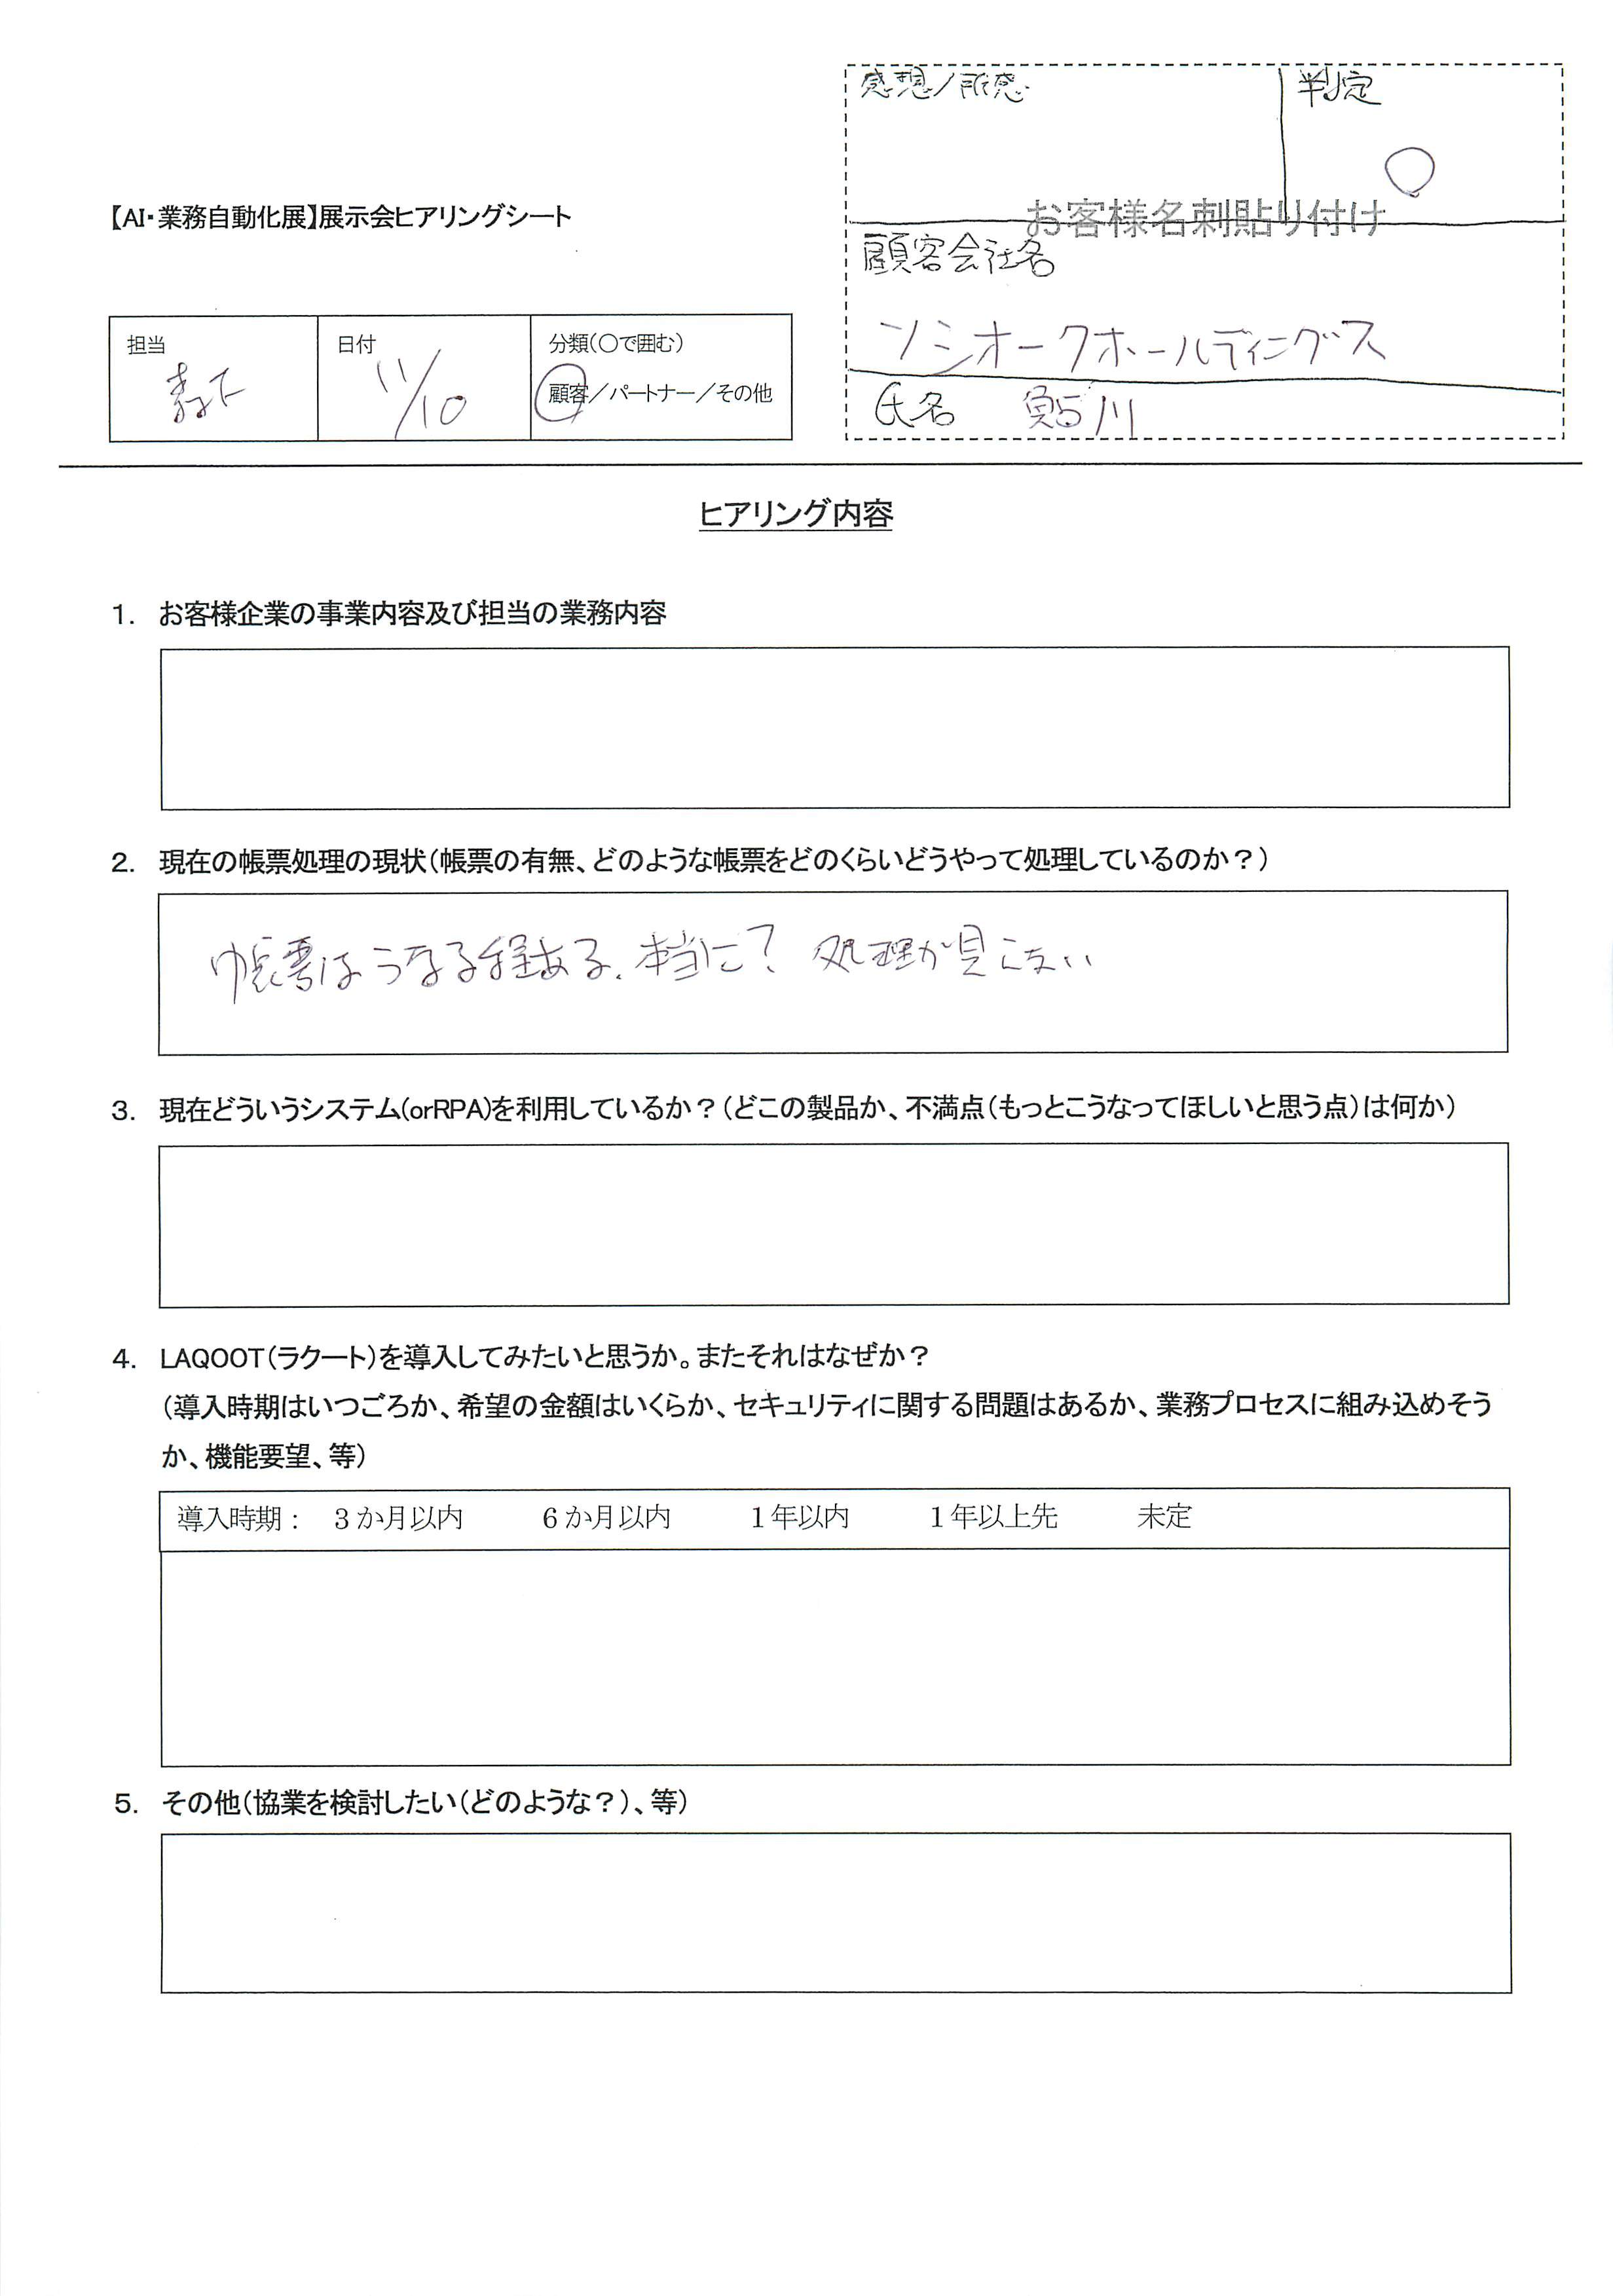 感想/所感
判定
○
お客様名刺貼り付け
【AI・業務自動化展】展示会ヒアリングシート
顧客会社名
ソシオークホールディングス
氏名 鮎川
担当
日付
11/10
分類(○で囲む)
顧客/パートナー/その他
ヒアリング内容
1. お客様企業の事業内容及び担当の業務内容
2. 現在の帳票処理の現状(帳票の有無、どのような帳票をどのくらいどうやって処理しているのか?)
帳票はうなる程ある。本当に? 処理が見えない
3. 現在どういうシステム(orRPA)を利用しているか?(どこの製品か、不満点(もっとこうなってほしいと思う点)は何か)
4. LAQOOT(ラクート)を導入してみたいと思うか。またそれはなぜか?
(導入時期はいつごろか、希望の金額はいくらか、セキュリティに関する問題はあるか、業務プロセスに組み込めそう
か、機能要望、等)
導入時期: 3か月以内 6か月以内 1年以内 1年以上先 未定
5. その他(協業を検討したい(どのような?)、等)